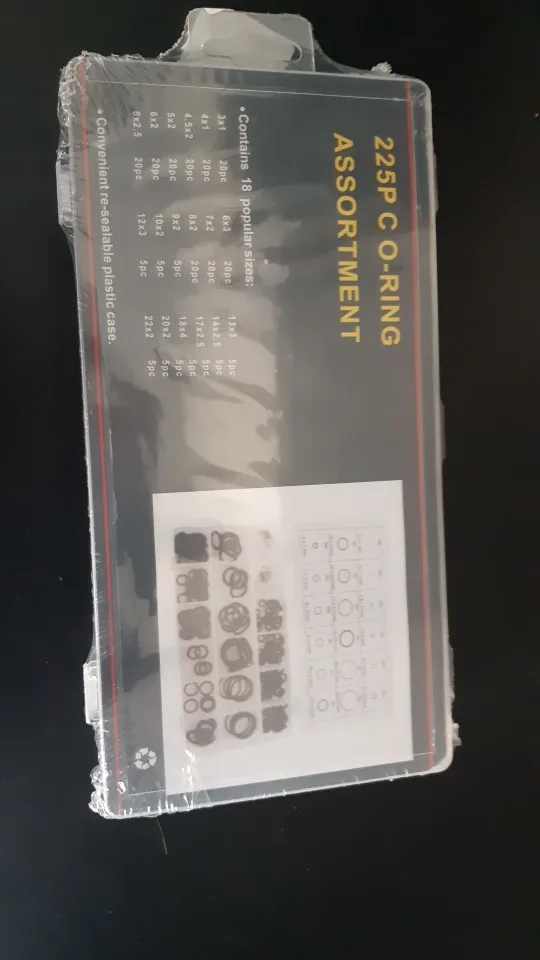 225P C O-RING
ASSORTMENT
• Contains 18 popular sizes:
3x1 20pc 6x3 20pc 13x3 5pc
4x1 20pc 7x2 20pc 14x2.5 5pc
4.5x2 20pc 8x2 20pc 17x2.5 5pc
5x2 20pc 9x2 5pc 18x4 5pc
6x2 20pc 10x2 5pc 20x2 5pc
6x2.5 20pc 12x3 5pc 22x2 5pc
• Convenient re-sealable plastic case.